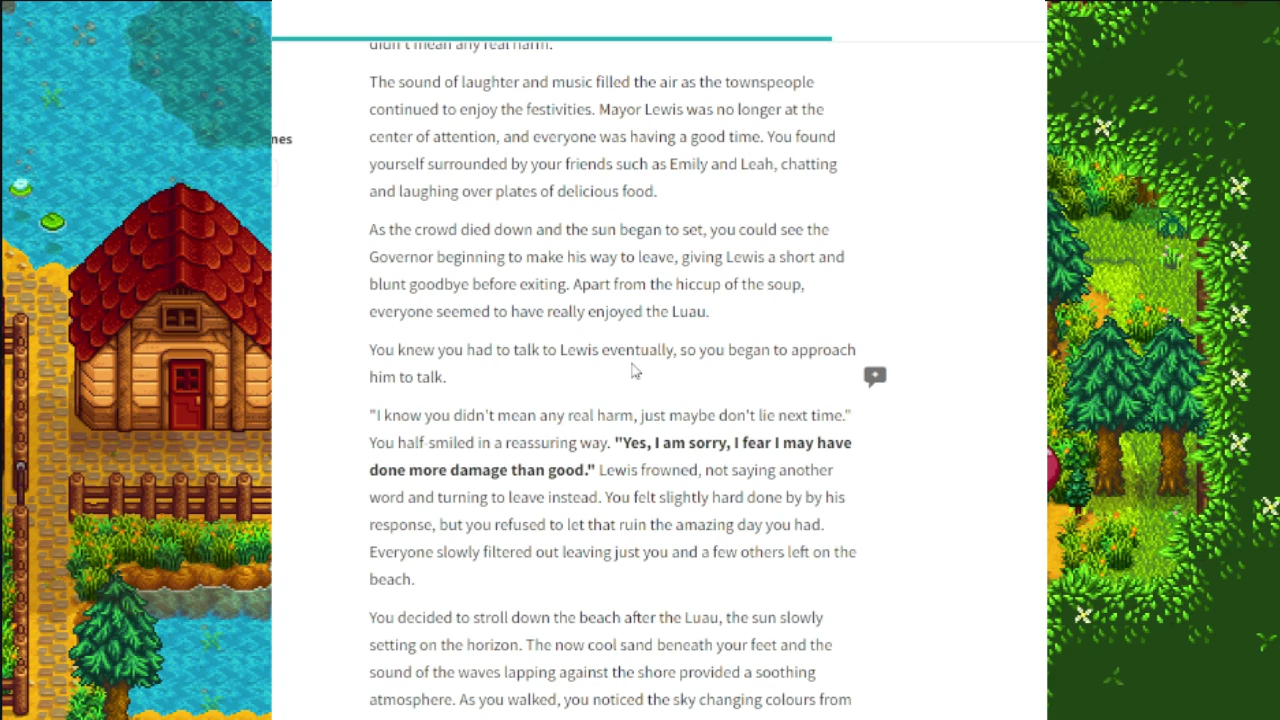 didn't mean any real harm.
The sound of laughter and music filled the air as the townspeople
continued to enjoy the festivities. Mayor Lewis was no longer at the
center of attention, and everyone was having a good time. You found
yourself surrounded by your friends such as Emily and Leah, chatting
and laughing over plates of delicious food.
As the crowd died down and the sun began to set, you could see the
Governor beginning to make his way to leave, giving Lewis a short and
blunt goodbye before exiting. Apart from the hiccup of the soup,
everyone seemed to have really enjoyed the Luau.
You knew you had to talk to Lewis eventually, so you began to approach
him to talk.
"I know you didn't mean any real harm, just maybe don't lie next time."
You half-smiled in a reassuring way. "Yes, I am sorry, I fear I may have
done more damage than good." Lewis frowned, not saying another
word and turning to leave instead. You felt slightly hard done by by his
response, but you refused to let that ruin the amazing day you had.
Everyone slowly filtered out leaving just you and a few others left on the
beach.
You decided to stroll down the beach after the Luau, the sun slowly
setting on the horizon. The now cool sand beneath your feet and the
sound of the waves lapping against the shore provided a soothing
atmosphere. As you walked, you noticed the sky changing colours from